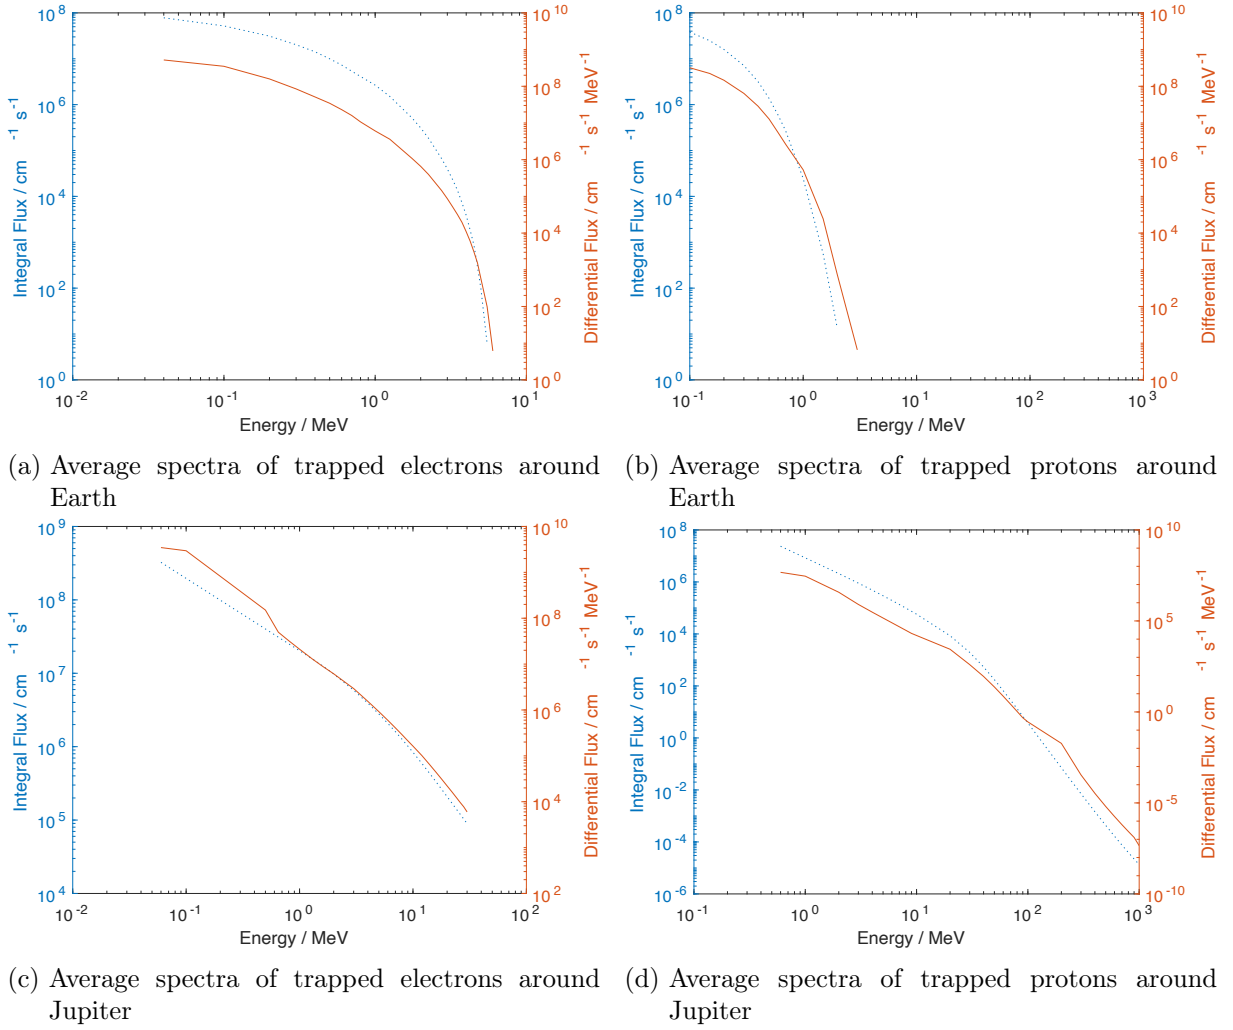 10^8
10^6
10^4
10^2
10^0
Integral Flux / cm ^-1 s^-1
10^10
10^8
10^6
10^4
10^2
10^0
Differential Flux / cm ^-1 s^-1 MeV^-1
10^-2 10^-1 10^0 10^1
Energy / MeV
10^8
10^6
10^4
10^2
10^0
Integral Flux / cm ^-1 s^-1
10^10
10^8
10^6
10^4
10^2
10^0
Differential Flux / cm ^-1 s^-1 MeV^-1
10^-1 10^0 10^1 10^2 10^3
Energy / MeV
(a) Average spectra of trapped electrons around
Earth
(b) Average spectra of trapped protons around
Earth
10^9
10^8
10^7
10^6
10^5
10^4
Integral Flux / cm ^-1 s^-1
10^10
10^8
10^6
10^4
10^2
Differential Flux / cm ^-1 s^-1 MeV^-1
10^-2 10^-1 10^0 10^1 10^2
Energy / MeV
10^8
10^6
10^4
10^2
10^0
10^-2
10^-4
10^-6
Integral Flux / cm ^-1 s^-1
10^10
10^5
10^0
10^-5
10^-10
Differential Flux / cm ^-1 s^-1 MeV^-1
10^-1 10^0 10^1 10^2 10^3
Energy / MeV
(c) Average spectra of trapped electrons around
Jupiter
(d) Average spectra of trapped protons around
Jupiter